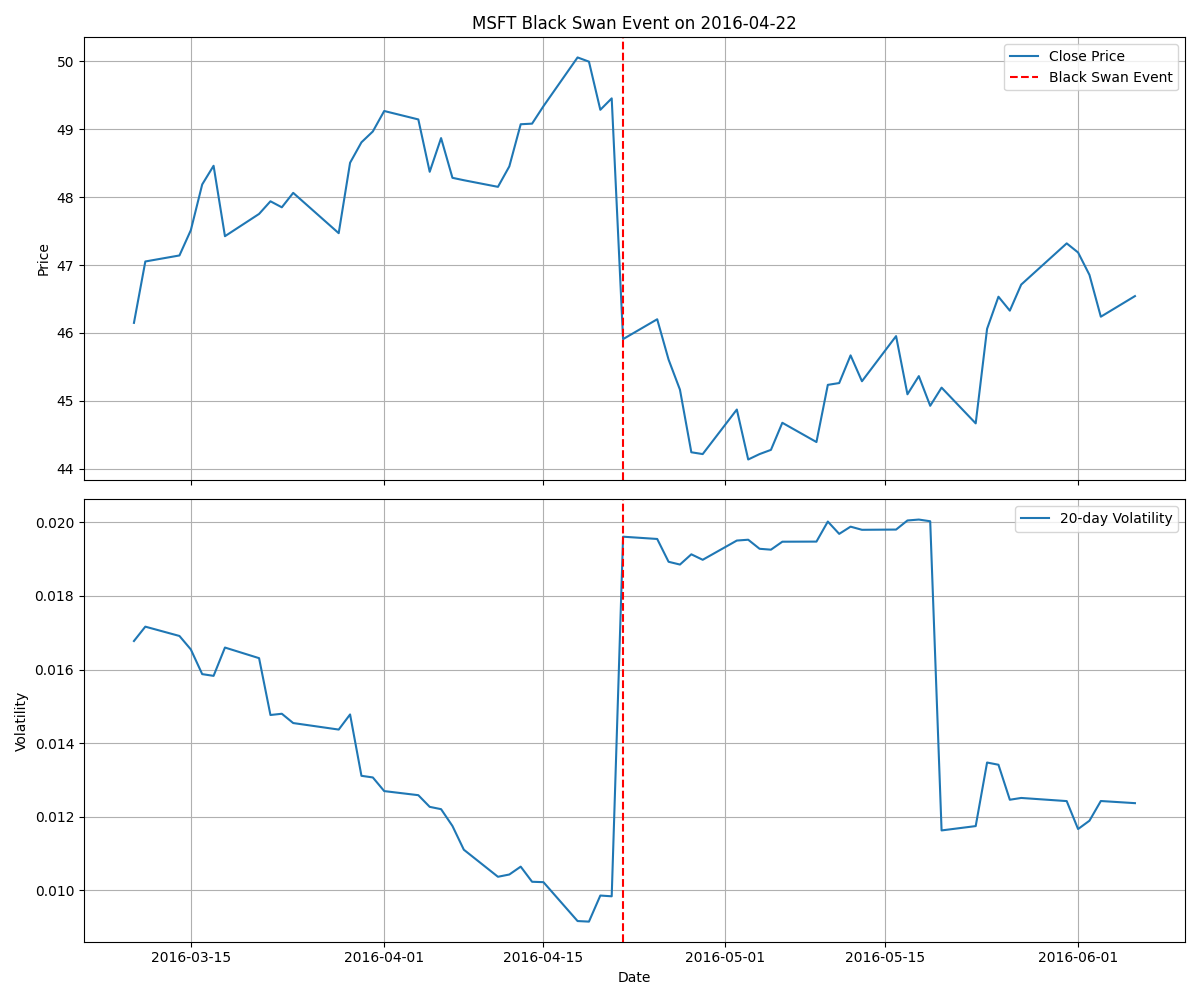 MSFT Black Swan Event on 2016-04-22
Close Price
Black Swan Event
50
49
48
47
46
45
44
Price
20-day Volatility
0.020
0.018
0.016
0.014
0.012
0.010
Volatility
2016-03-15 2016-04-01 2016-04-15 2016-05-01 2016-05-15 2016-06-01
Date